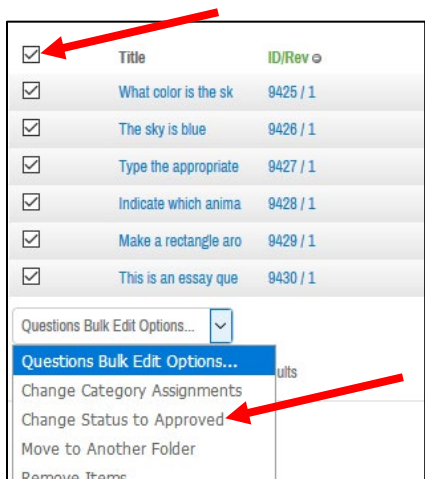 Title ID/Rev
What color is the sk 9425 / 1
The sky is blue 9426 / 1
Type the appropriate 9427 / 1
Indicate which anima 9428 / 1
Make a rectangle aro 9429 / 1
This is an essay que 9430 / 1
Questions Bulk Edit Options...
Questions Bulk Edit Options...
ults
Change Category Assignments
Change Status to Approved
Move to Another Folder
Remove Items